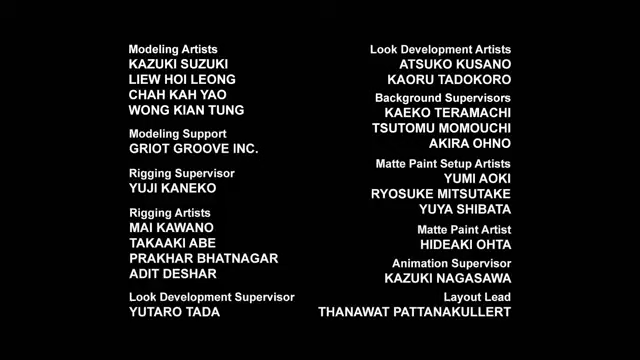 Modeling Artists
KAZUKI SUZUKI
LIEW HOI LEONG
CHAH KAH YAO
WONG KIAN TUNG
Modeling Support
GRIOT GROOVE INC.
Rigging Supervisor
YUJI KANEKO
Rigging Artists
MAI KAWANO
TAKAAKI ABE
PRAKHAR BHATNAGAR
ADIT DESHAR
Look Development Supervisor
YUTARO TADA
Look Development Artists
ATSUKO KUSANO
KAORU TADOKORO
Background Supervisors
KAEKO TERAMACHI
TSUTOMU MOMOUCHI
AKIRA OHNO
Matte Paint Setup Artists
YUMI AOKI
RYOSUKE MITSUTAKE
YUYA SHIBATA
Matte Paint Artist
HIDEAKI OHTA
Animation Supervisor
KAZUKI NAGASAWA
Layout Lead
THANAWAT PATTANAKULLERT